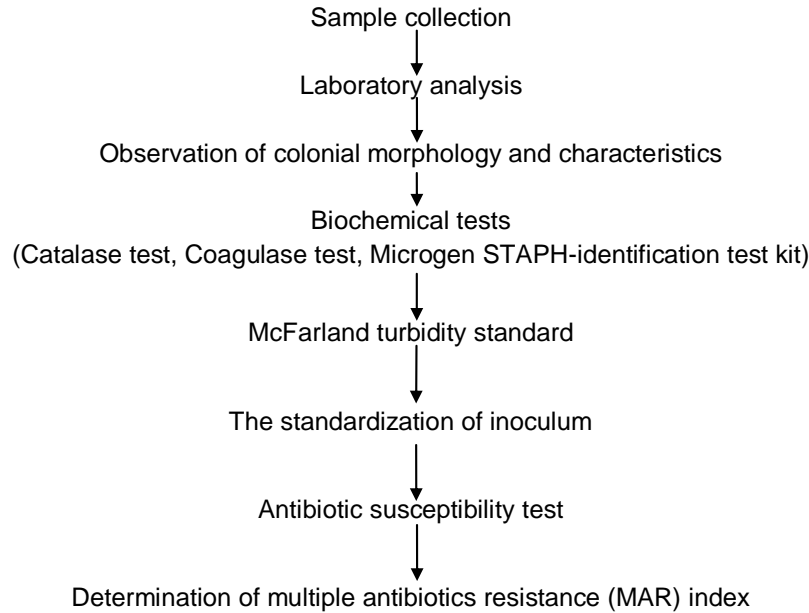 Sample collection
Laboratory analysis
Observation of colonial morphology and characteristics
Biochemical tests
(Catalase test, Coagulase test, Microgen STAPH-identification test kit)
McFarland turbidity standard
The standardization of inoculum
Antibiotic susceptibility test
Determination of multiple antibiotics resistance (MAR) index